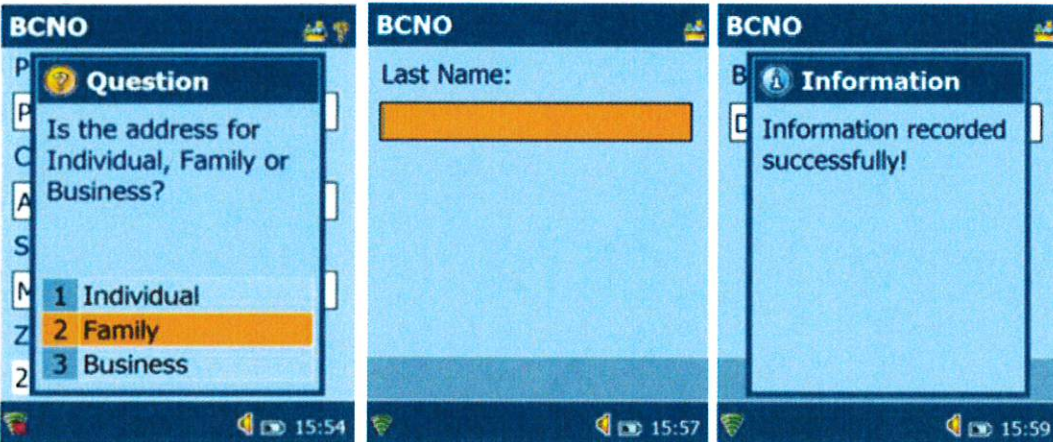 BCNO
P
Question
P
Is the address for
C
Individual, Family or
Business?
A
S
M
1 Individual
Z
2 Family
3 Business
2
15:54
BCNO
Last Name:
15:57
BCNO
B
Information
D
Information recorded
successfully!
15:59